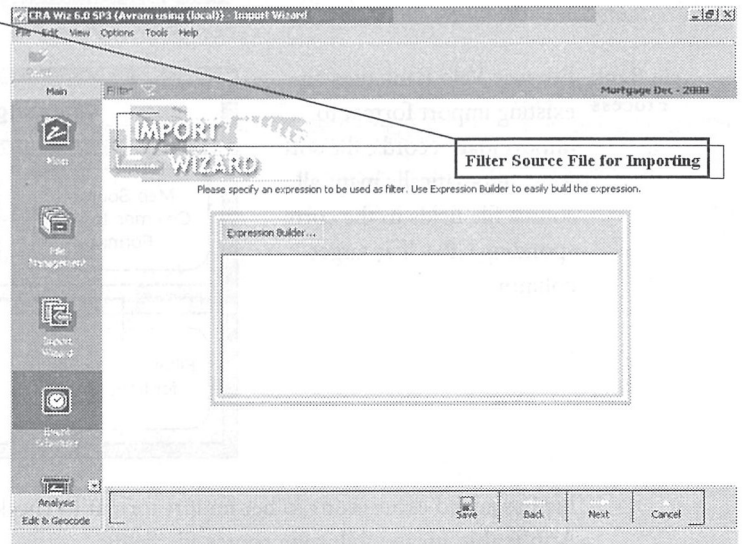 CRA Wiz 6.0 SP3 (Avram using (local)) - Import Wizard
File Edit View Options Tools Help
Main
Filter
Mortgage Dec - 2000
Main
File Management
Import Wizard
Event Scheduler
Analysis
Edit & Geocode
IMPORT
WIZARD
Filter Source File for Importing
Please specify an expression to be used as filter. Use Expression Builder to easily build the expression.
Expression Builder...
Save Back Next Cancel